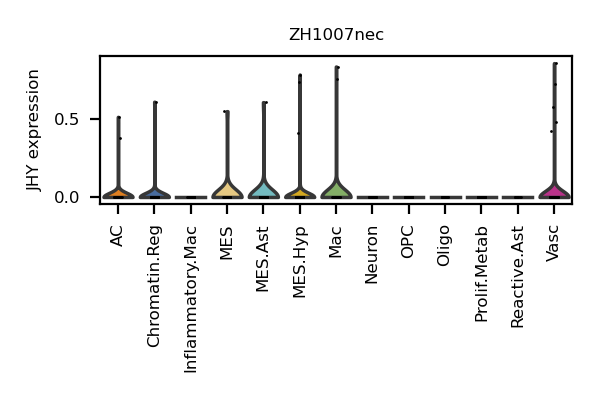 ZH1007nec
JHY expression
0.5
0.0
AC
Chromatin.Reg
Inflammatory.Mac
MES
MES.Ast
MES.Hyp
Mac
Neuron
OPC
Oligo
Prolif.Metab
Reactive.Ast
Vasc